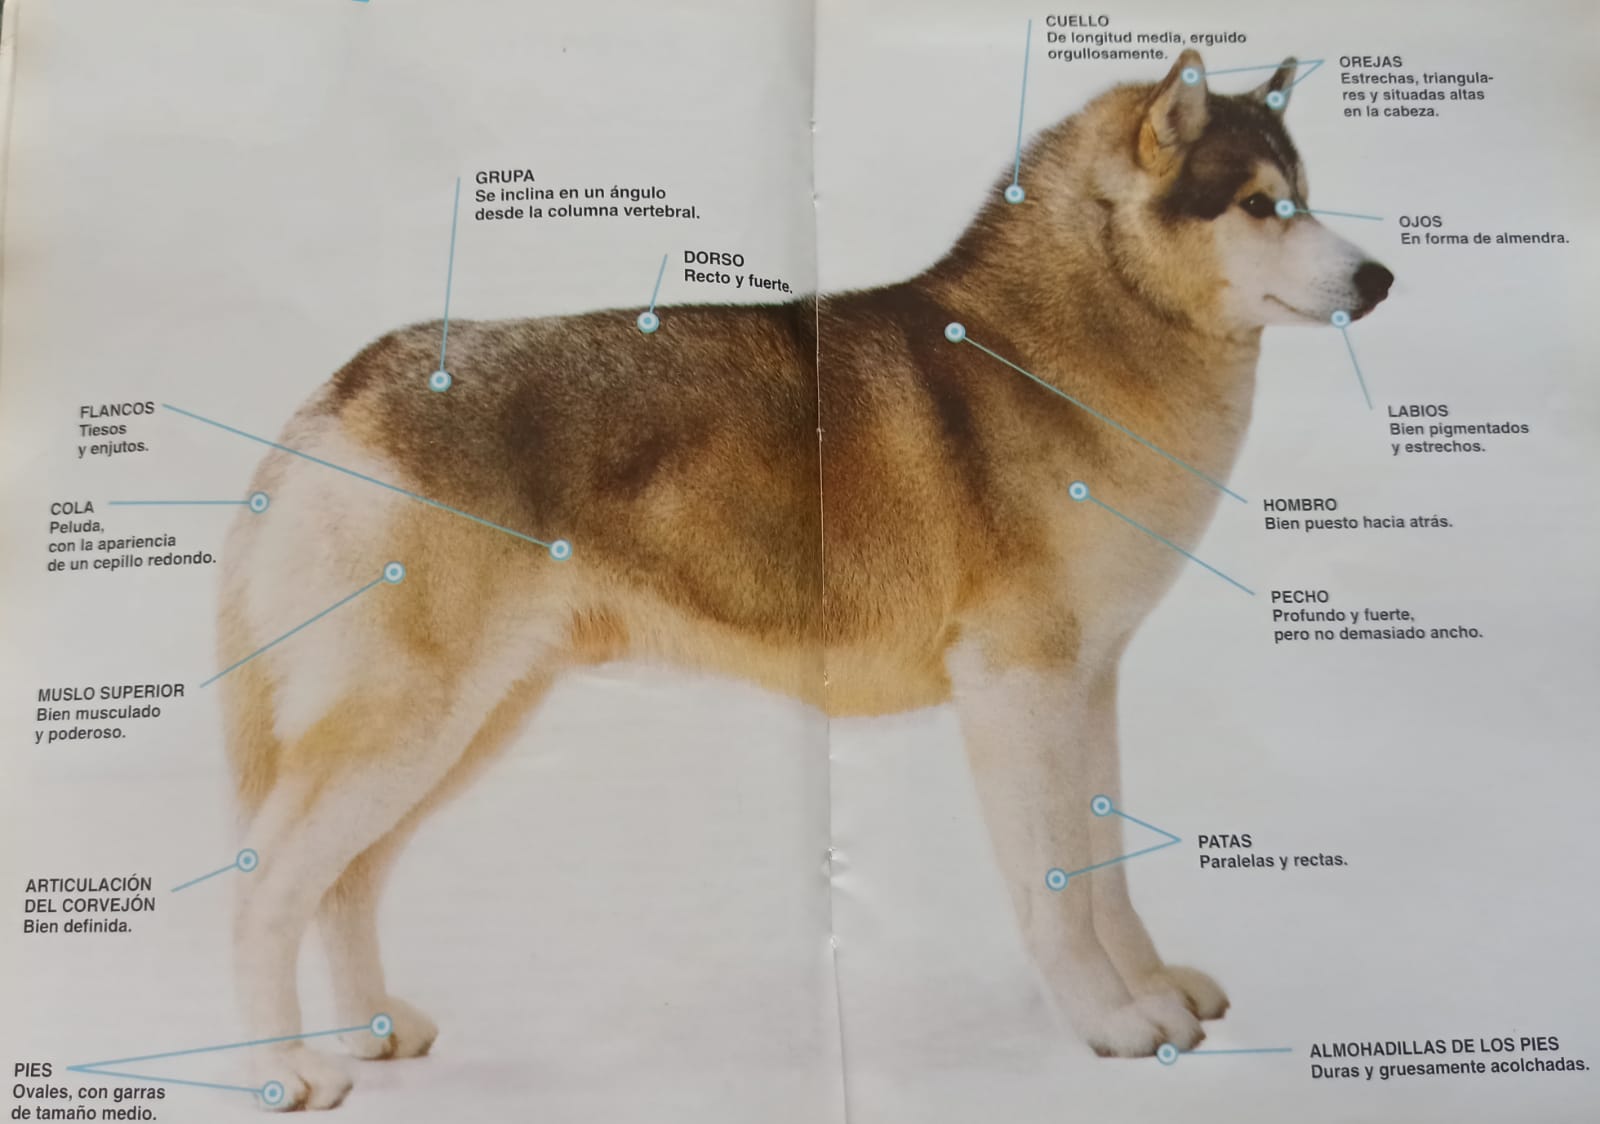 CUELLO
De longitud media, erguido
orgullosamente.
OREJAS
Estrechas, triangula-
res y situadas altas
en la cabeza.
GRUPA
Se inclina en un ángulo
desde la columna vertebral.
DORSO
Recto y fuerte.
OJOS
En forma de almendra.
FLANCOS
Tiesos
y enjutos.
LABIOS
Bien pigmentados
y estrechos.
COLA
Peluda,
con la apariencia
de un cepillo redondo.
HOMBRO
Bien puesto hacia atrás.
PECHO
Profundo y fuerte,
pero no demasiado ancho.
MUSLO SUPERIOR
Bien musculado
y poderoso.
PATAS
Paralelas y rectas.
ARTICULACIÓN
DEL CORVEJÓN
Bien definida.
PIES
Ovales, con garras
de tamaño medio.
ALMOHADILLAS DE LOS PIES
Duras y gruesamente acolchadas.